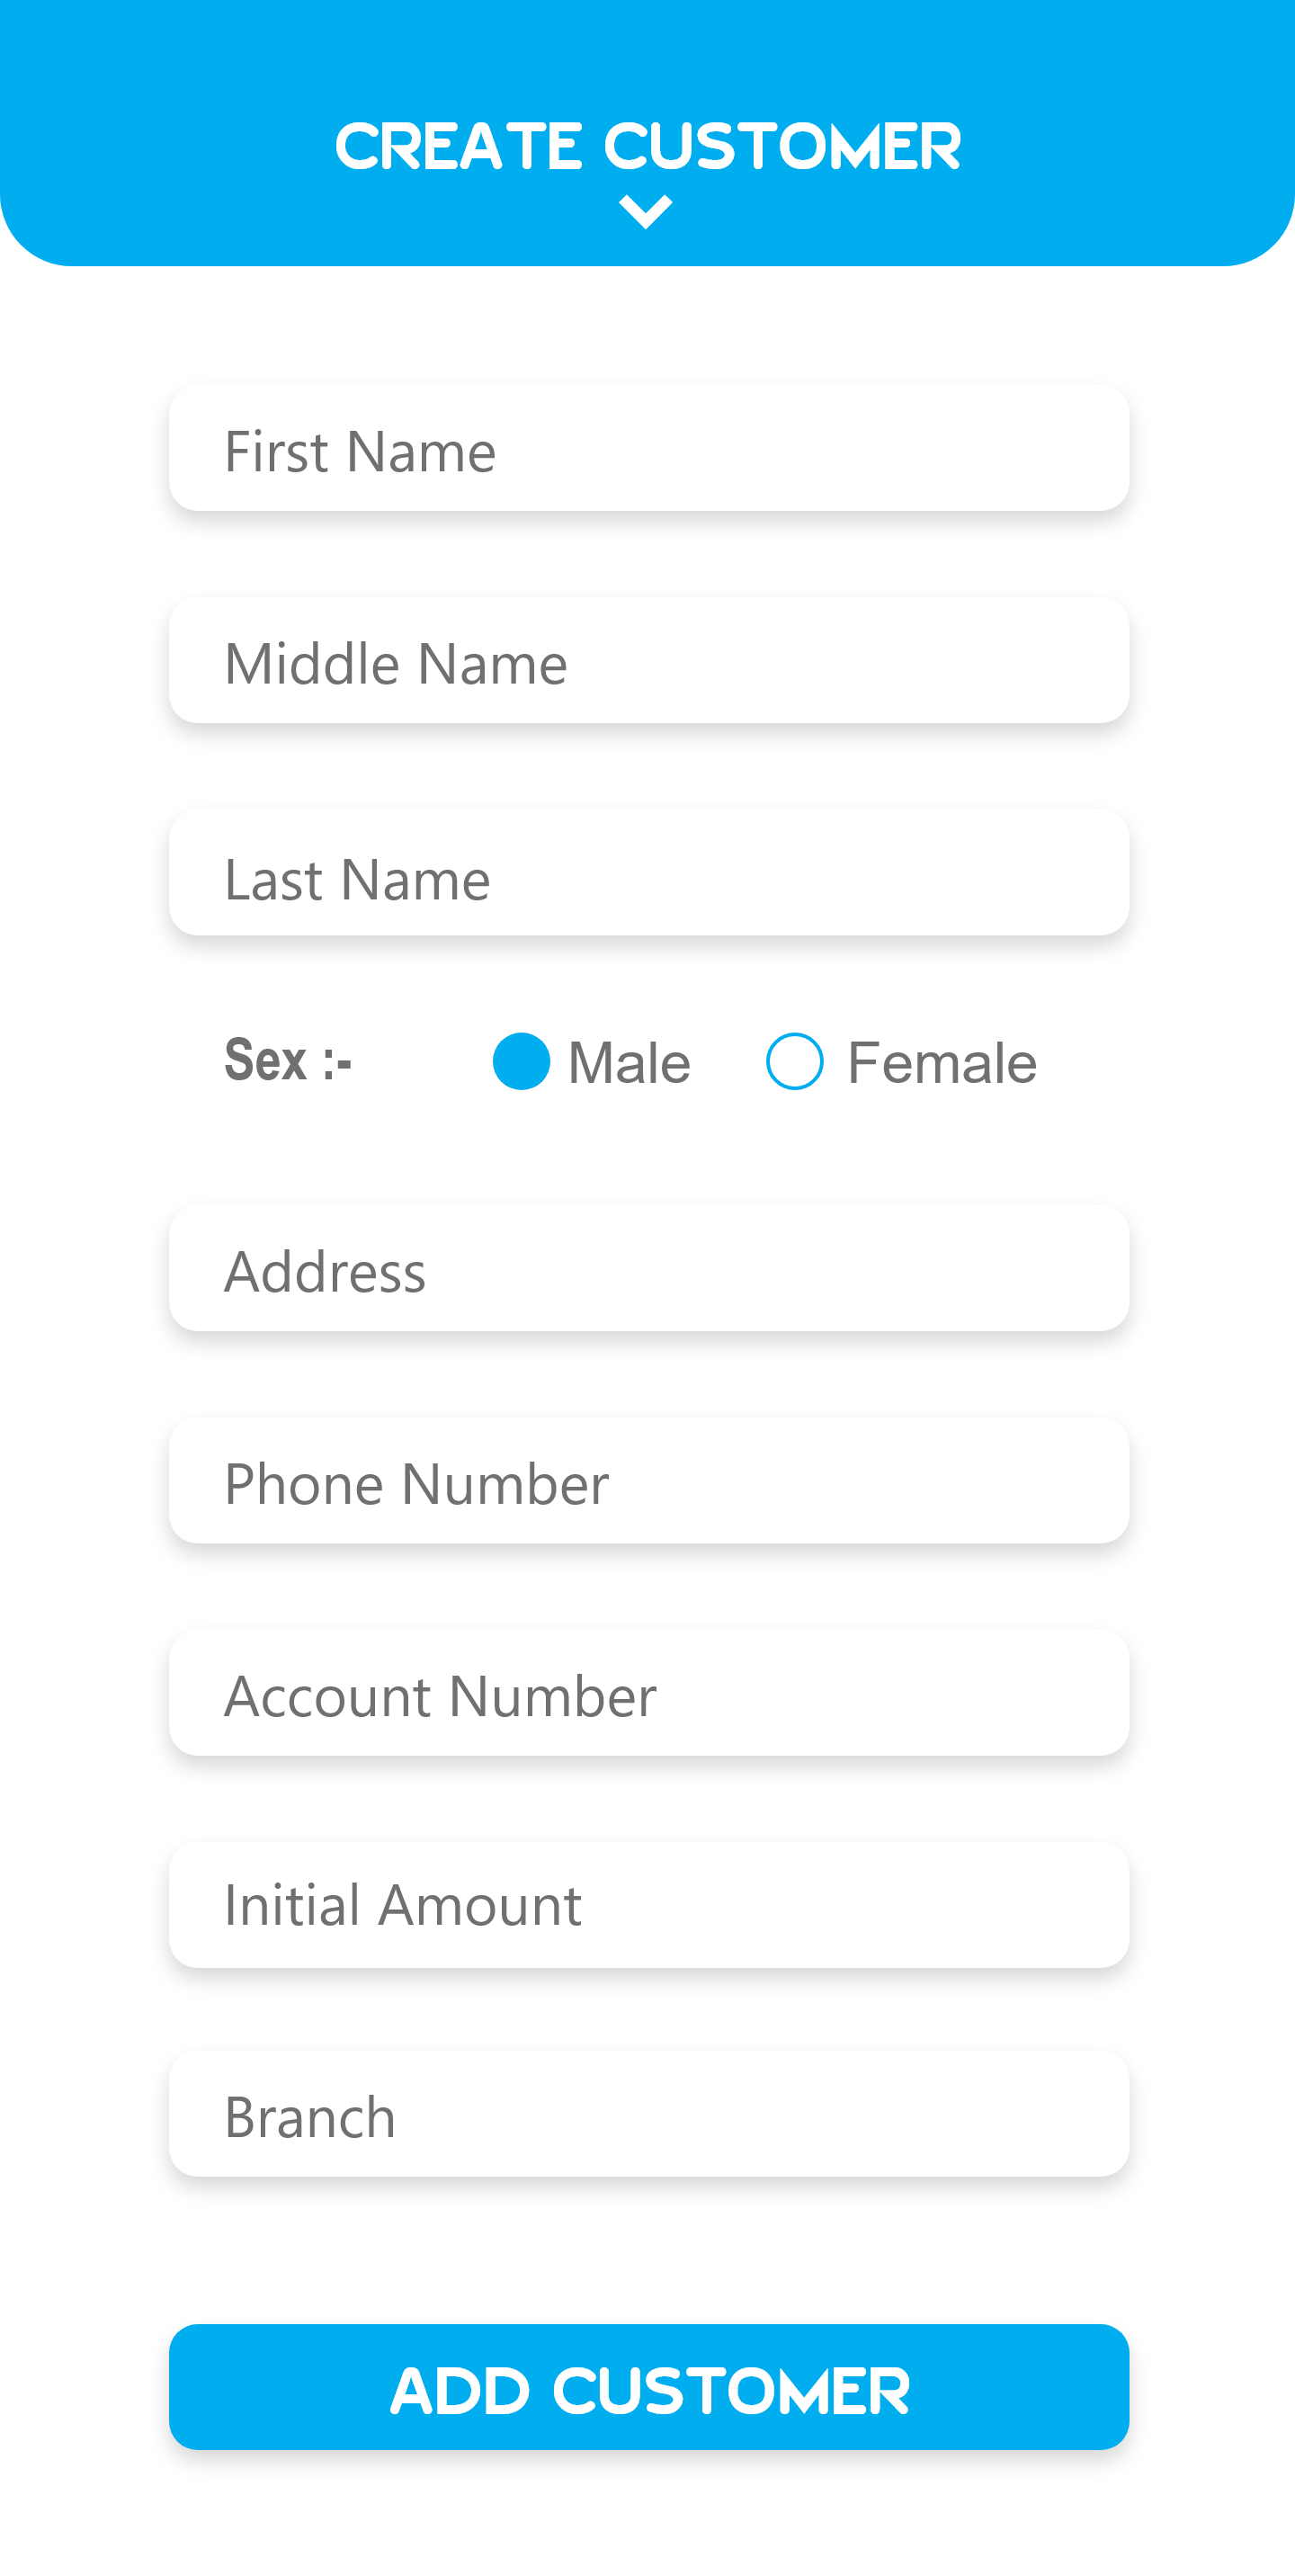 CREATE CUSTOMER
First Name
Middle Name
Last Name
Sex :- Male Female
Address
Phone Number
Account Number
Initial Amount
Branch
ADD CUSTOMER